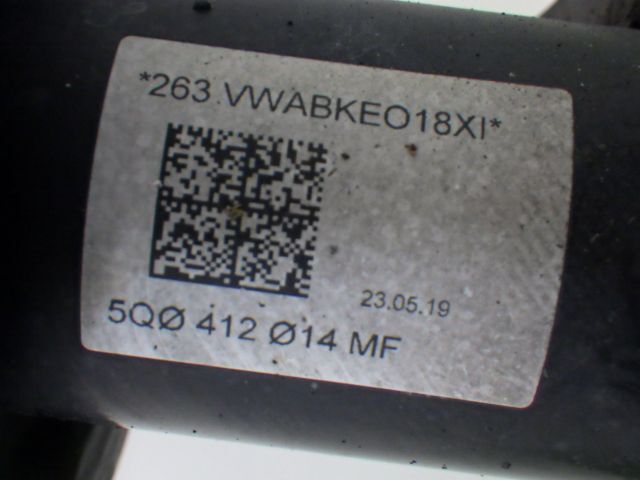 *263 VWABKEO18XI*
23.05.19
5QØ 412 Ø14 MF